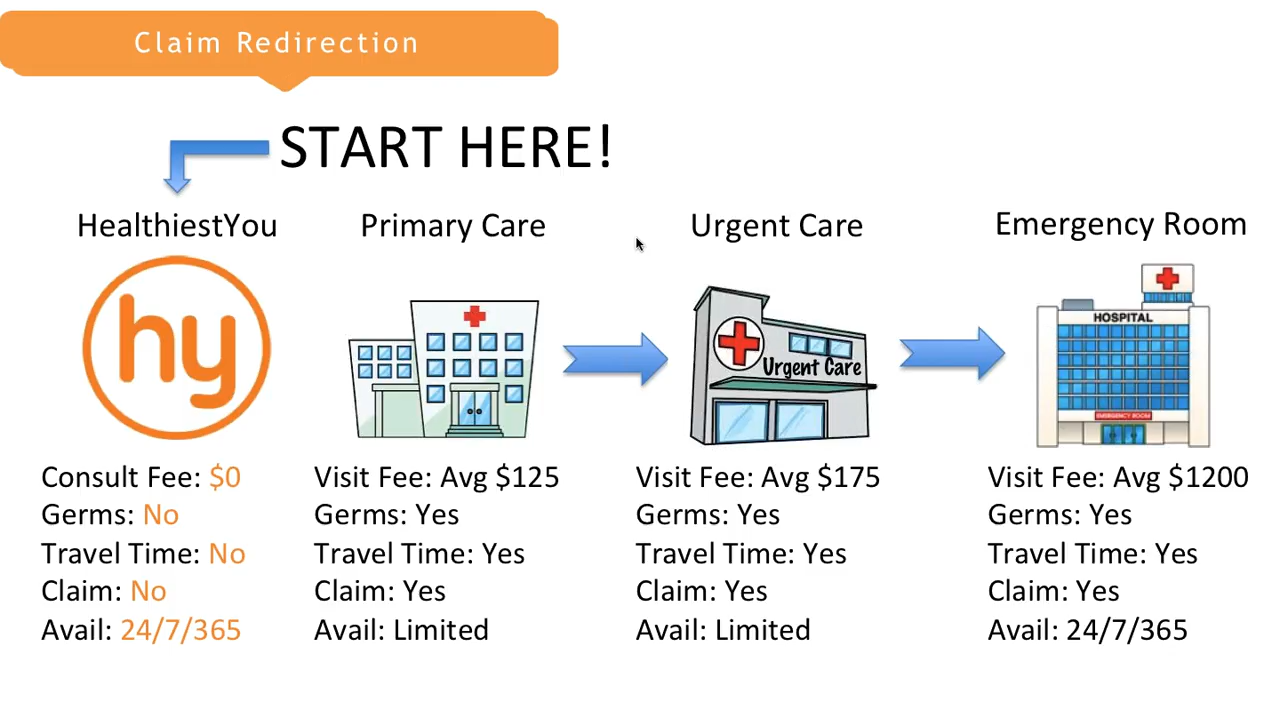 Claim Redirection
START HERE!
HealthiestYou
Primary Care
Urgent Care
Emergency Room
hy
Urgent Care
HOSPITAL
EMERGENCY ROOM
Consult Fee: $0
Germs: No
Travel Time: No
Claim: No
Avail: 24/7/365
Visit Fee: Avg $125
Germs: Yes
Travel Time: Yes
Claim: Yes
Avail: Limited
Visit Fee: Avg $175
Germs: Yes
Travel Time: Yes
Claim: Yes
Avail: Limited
Visit Fee: Avg $1200
Germs: Yes
Travel Time: Yes
Claim: Yes
Avail: 24/7/365